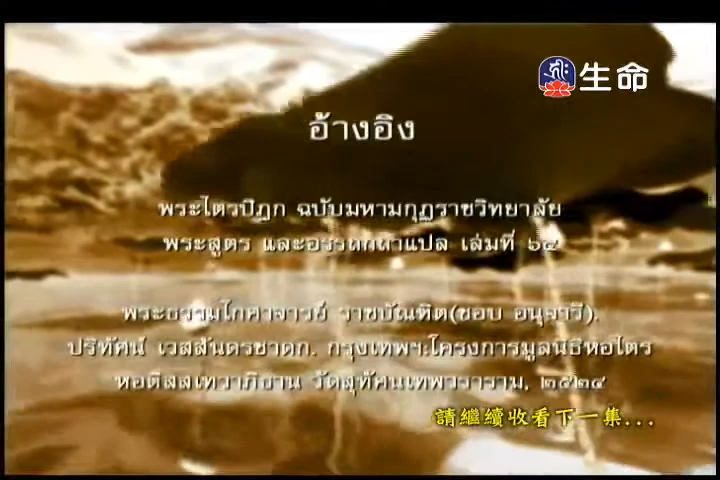 生命
อ้างอิง
พระไตรปิฎก ฉบับมหามกุฏราชวิทยาลัย
พระสูตร และอรรถกถาแปล เล่มที่ ๖๔
พระธรรมโกศาจารย์ ราชบัณฑิต(ชอบ อนุจารี).
ปริทัศน์ เวสสันดรชาดก. กรุงเทพฯ:โครงการมูลนิธิหอไตร
หอติสสเทวาภิธาน วัดสุทัศนเทพวราราม, ๒๕๒๔
請繼續收看下一集...